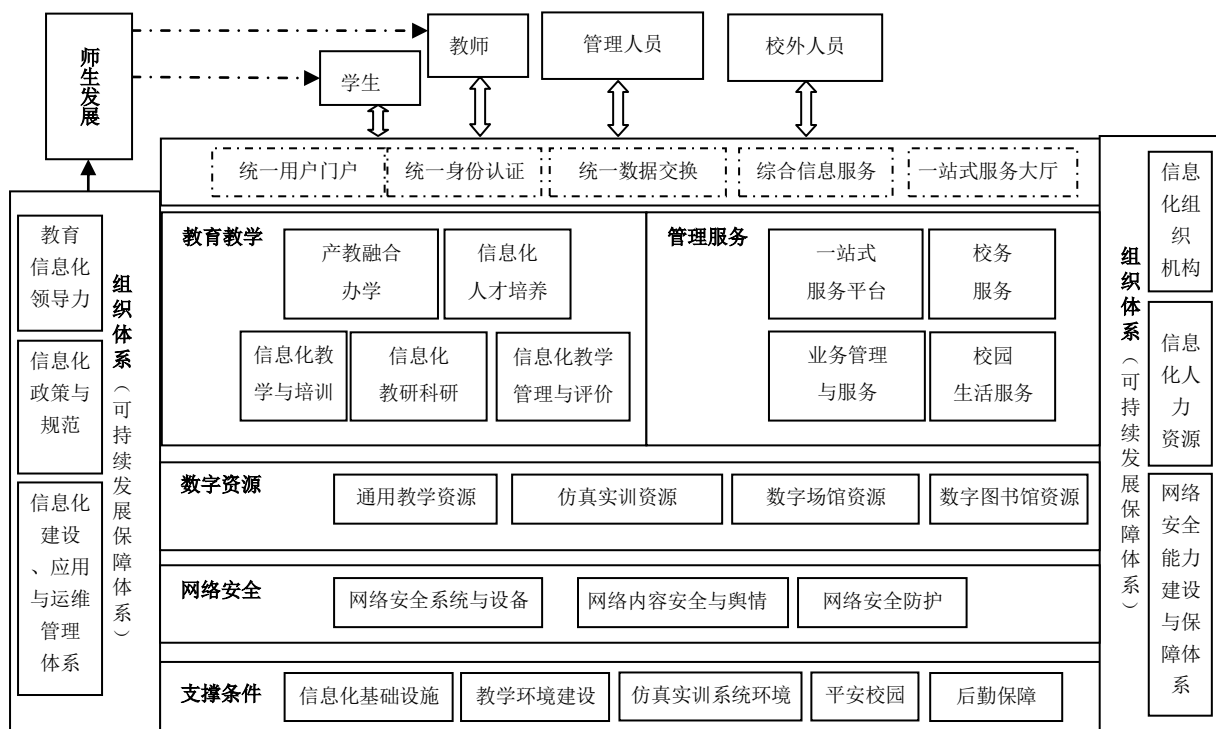 师生发展
教师
管理人员
校外人员
学生
统一用户门户
统一身份认证
统一数据交换
综合信息服务
一站式服务大厅
教育
信息化
领导力
信息化
政策与
规范
信息化
建设
、应用
与运维
管理
体系
组织体系（可持续发展保障体系）
教育教学
产教融合
办学
信息化
人才培养
信息化教
学与培训
信息化
教研科研
信息化教学
管理与评价
管理服务
一站式
服务平台
校务
服务
业务管理
与服务
校园
生活服务
数字资源
通用教学资源
仿真实训资源
数字场馆资源
数字图书馆资源
网络安全
网络安全系统与设备
网络内容安全与舆情
网络安全防护
支撑条件
信息化基础设施
教学环境建设
仿真实训系统环境
平安校园
后勤保障
组织体系（可持续发展保障体系）
信息
化组
织
机构
信息
化人
力
资源
网络
安全
能力
建设
与保
障体
系